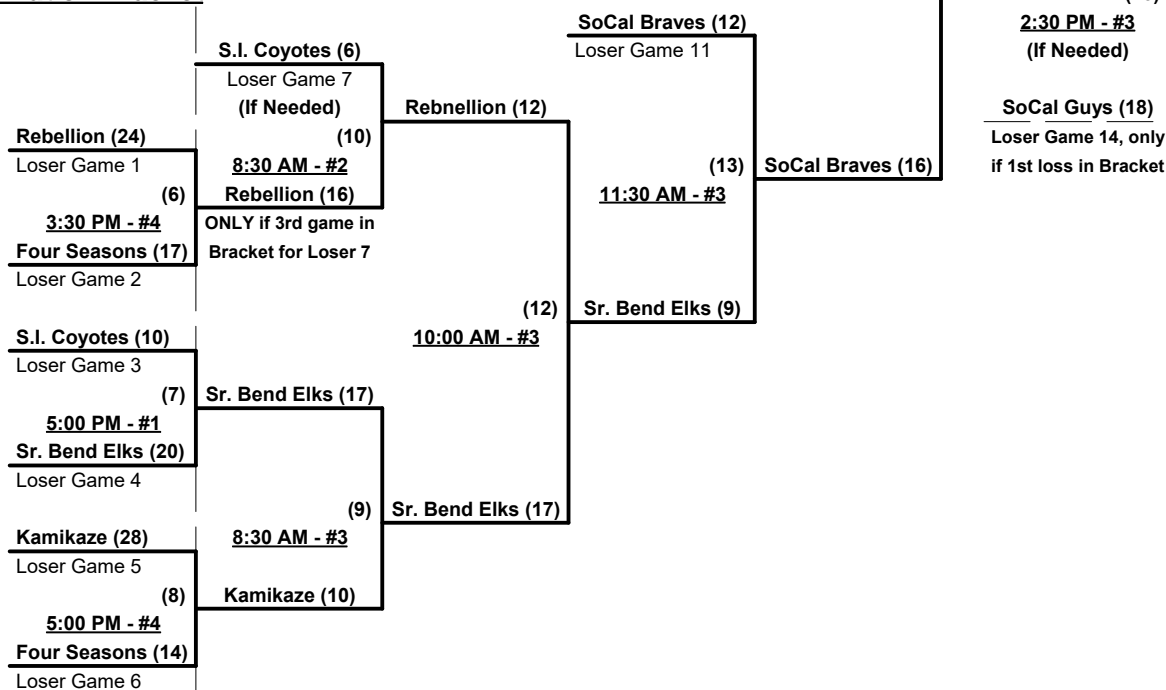 SoCal Braves (12)
Loser Game 11
2:30 PM - #3
(If Needed)
S.I. Coyotes (6)
Loser Game 7
(If Needed)
Rebnellion (12)
SoCal Guys (18)
Loser Game 14, only
if 1st loss in Bracket
Rebellion (24)
Loser Game 1
(10)
8:30 AM - #2
(13)
SoCal Braves (16)
11:30 AM - #3
(6)
3:30 PM - #4
Rebellion (16)
ONLY if 3rd game in
Bracket for Loser 7
Four Seasons (17)
Loser Game 2
(12)
10:00 AM - #3
Sr. Bend Elks (9)
S.I. Coyotes (10)
Loser Game 3
(7)
5:00 PM - #1
Sr. Bend Elks (17)
Sr. Bend Elks (20)
Loser Game 4
(9)
8:30 AM - #3
Sr. Bend Elks (17)
Kamikaze (28)
Loser Game 5
(8)
5:00 PM - #4
Kamikaze (10)
Four Seasons (14)
Loser Game 6